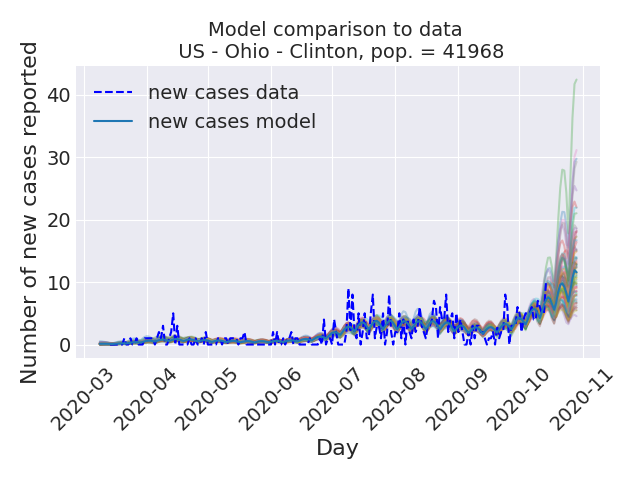 Model comparison to data
US - Ohio - Clinton, pop. = 41968
Number of new cases reported
40
30
20
10
0
new cases data
new cases model
2020-03
2020-04
2020-05
2020-06
2020-07
2020-08
2020-09
2020-10
2020-11
Day